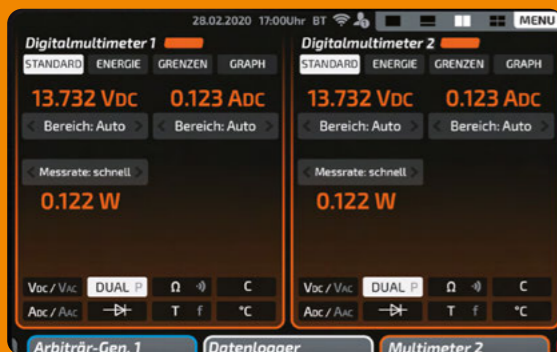 28.02.2020 17:00Uhr BT MENU
Digitalmultimeter 1
STANDARD ENERGIE GRENZEN GRAPH
13.732 VDC 0.123 ADC
< Bereich: Auto > < Bereich: Auto >
< Messrate: schnell >
0.122 W
VDC / VAC DUAL P Ω C
ADC / AAC T f °C
Digitalmultimeter 2
STANDARD ENERGIE GRENZEN GRAPH
13.732 VDC 0.123 ADC
< Bereich: Auto > < Bereich: Auto >
< Messrate: schnell >
0.122 W
VDC / VAC DUAL P Ω C
ADC / AAC T f °C
Arbiträr-Gen. 1 Datenlogger Multimeter 2